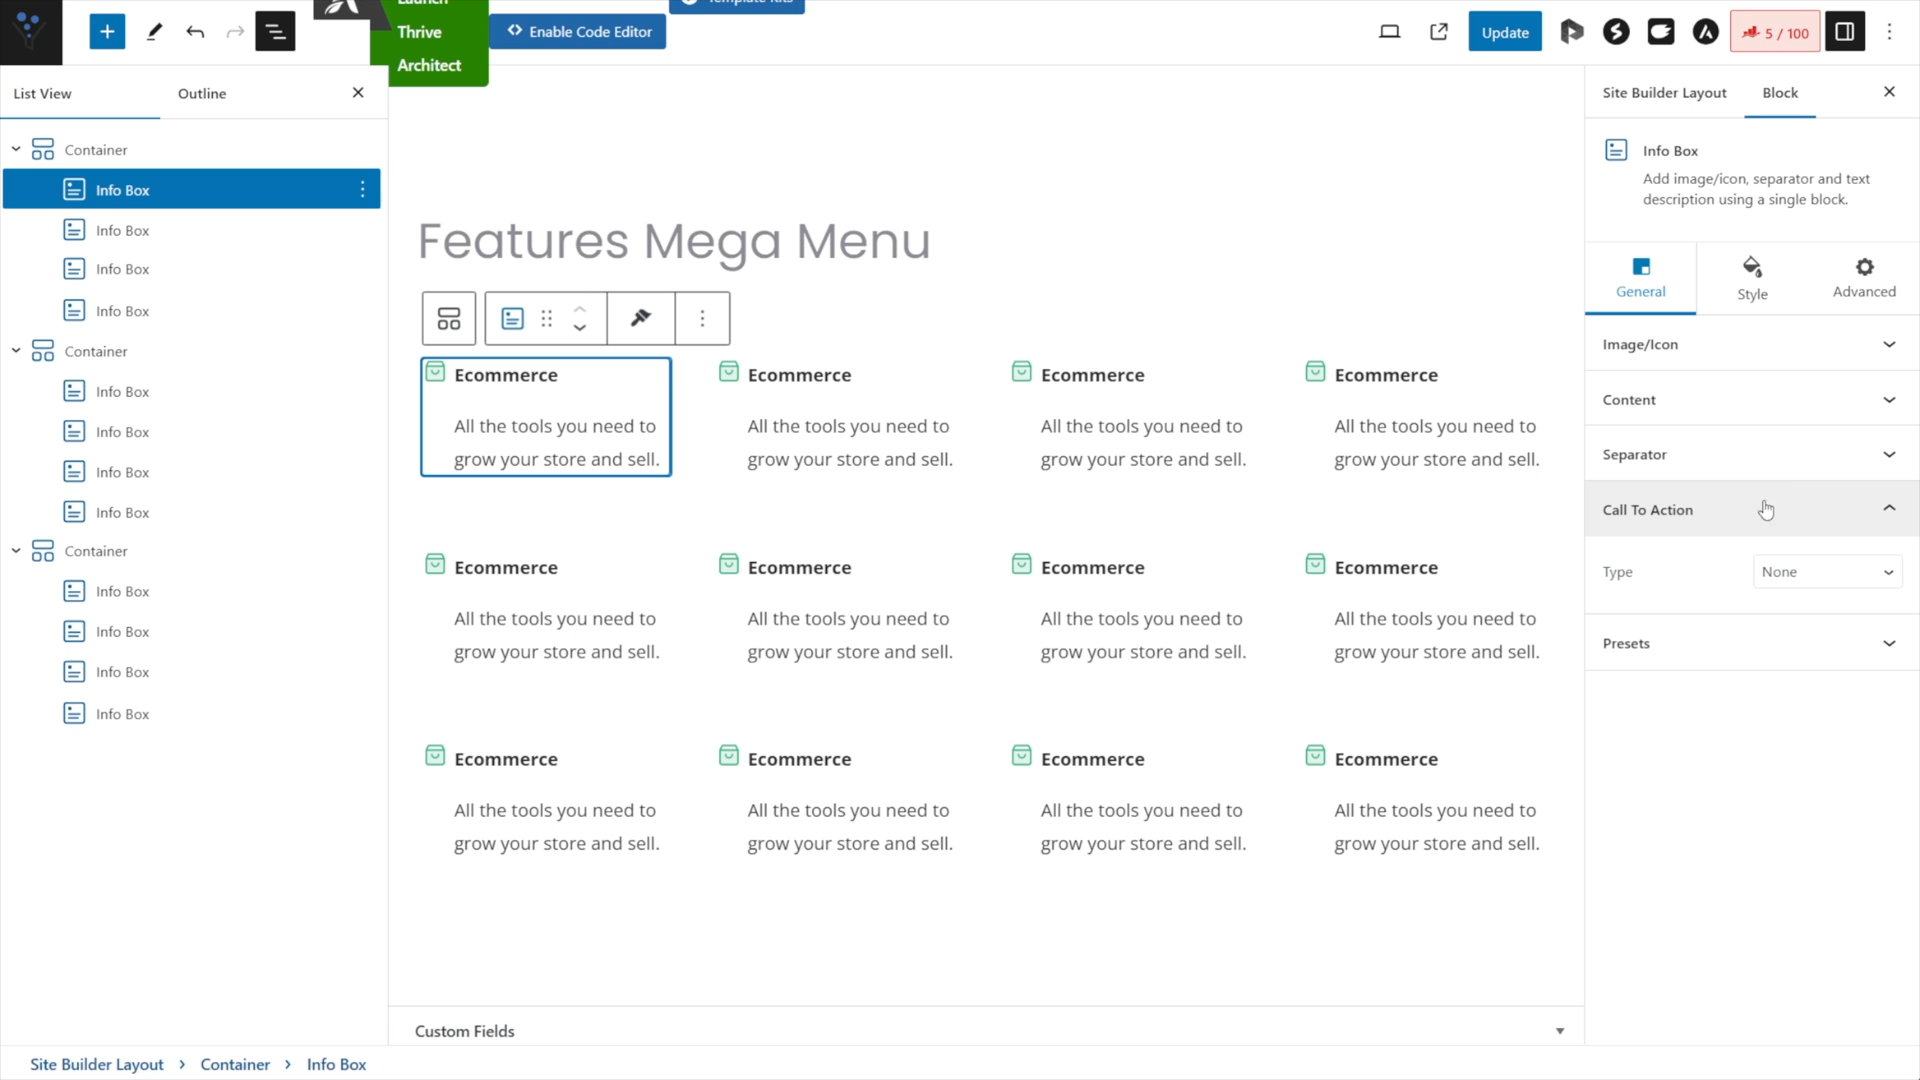 Launch
Thrive
Architect
Template Kits
Enable Code Editor
Update
5 / 100
List View
Outline
Container
Info Box
Info Box
Info Box
Info Box
Container
Info Box
Info Box
Info Box
Info Box
Container
Info Box
Info Box
Info Box
Info Box
Features Mega Menu
Ecommerce
All the tools you need to
grow your store and sell.
Ecommerce
All the tools you need to
grow your store and sell.
Ecommerce
All the tools you need to
grow your store and sell.
Ecommerce
All the tools you need to
grow your store and sell.
Ecommerce
All the tools you need to
grow your store and sell.
Ecommerce
All the tools you need to
grow your store and sell.
Ecommerce
All the tools you need to
grow your store and sell.
Ecommerce
All the tools you need to
grow your store and sell.
Ecommerce
All the tools you need to
grow your store and sell.
Ecommerce
All the tools you need to
grow your store and sell.
Ecommerce
All the tools you need to
grow your store and sell.
Ecommerce
All the tools you need to
grow your store and sell.
Custom Fields
Site Builder Layout
Block
Info Box
Add image/icon, separator and text
description using a single block.
General
Style
Advanced
Image/Icon
Content
Separator
Call To Action
Type
None
Presets
Site Builder Layout > Container > Info Box